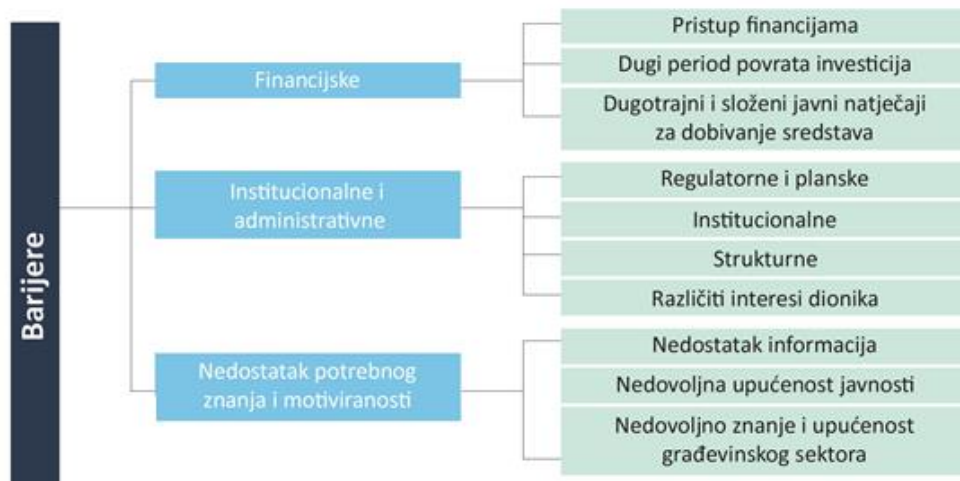 Barijere
Financijske
Pristup financijama
Dugi period povrata investicija
Dugotrajni i složeni javni natječaji
za dobivanje sredstava
Institucionalne i
administrativne
Regulatorne i planske
Institucionalne
Strukturne
Različiti interesi dionika
Nedostatak potrebnog
znanja i motiviranosti
Nedostatak informacija
Nedovoljna upućenost javnosti
Nedovoljno znanje i upućenost
građevinskog sektora